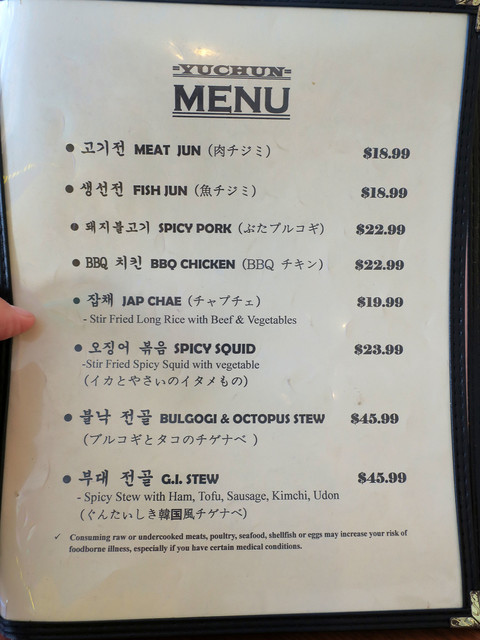 YUCHUN
MENU
고기전 MEAT JUN (肉チジミ) $18.99
생선전 FISH JUN (魚チジミ) $18.99
돼지불고기 SPICY PORK (ぶたブルコギ) $22.99
BBQ 치킨 BBQ CHICKEN (BBQ チキン) $22.99
잡채 JAP CHAE (チャプチェ) $19.99
- Stir Fried Long Rice with Beef & Vegetables
오징어 볶음 SPICY SQUID $23.99
-Stir Fried Spicy Squid with vegetable
(イカとやさいのイタメもの)
불낙 전골 BULGOGI & OCTOPUS STEW $45.99
(ブルコギとタコのチゲナベ )
부대 전골 G.I. STEW $45.99
- Spicy Stew with Ham, Tofu, Sausage, Kimchi, Udon
(ぐんたいしき韓国風チゲナベ)
✓ Consuming raw or undercooked meats, poultry, seafood, shellfish or eggs may increase your risk of
foodborne illness, especially if you have certain medical conditions.